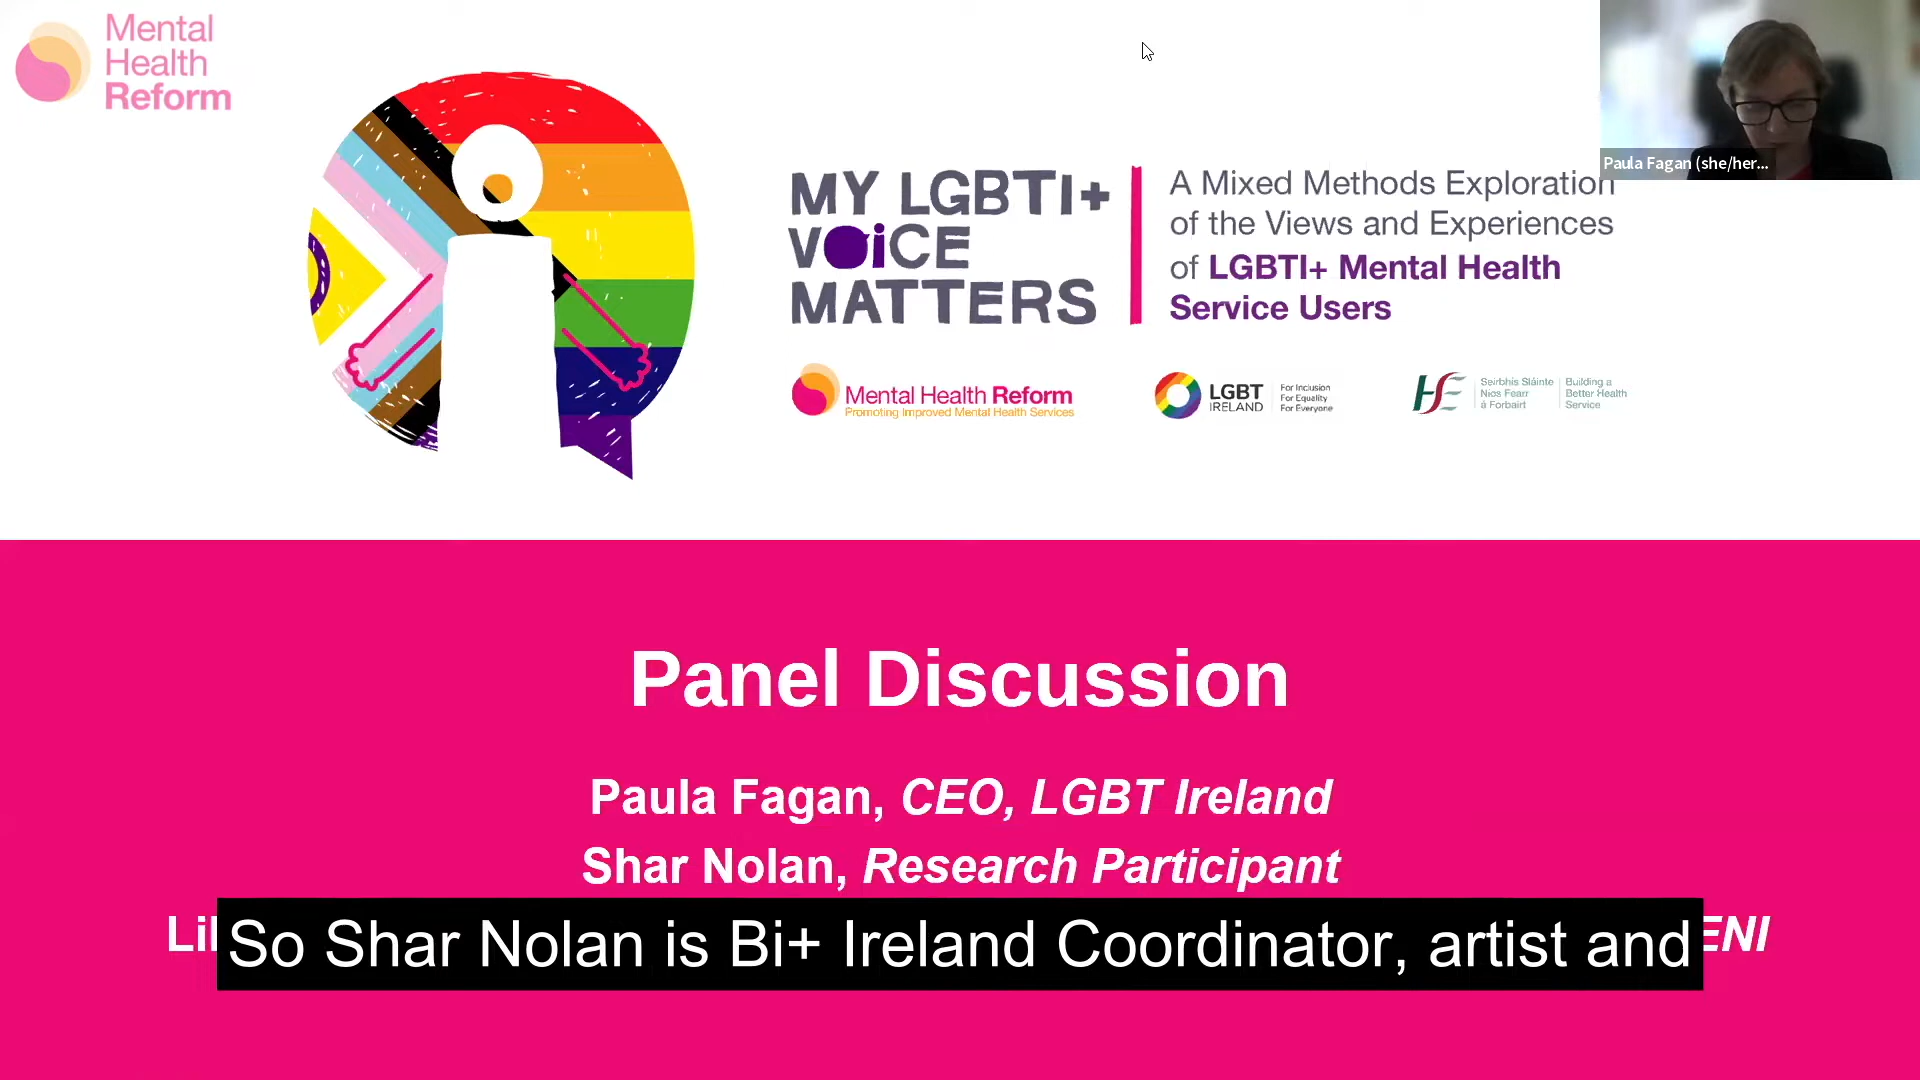 Mental
Health
Reform
MY LGBTI+
VOiCE
MATTERS
A Mixed Methods Exploration
of the Views and Experiences
of LGBTI+ Mental Health
Service Users
Paula Fagan (she/her...
Mental Health Reform
Promoting Improved Mental Health Services
LGBT
IRELAND
For Inclusion
For Equality
For Everyone
Seirbhís Sláinte
Níos Fearr
á Forbairt
Building a
Better Health
Service
Panel Discussion
Paula Fagan, CEO, LGBT Ireland
Shar Nolan, Research Participant
So Shar Nolan is Bi+ Ireland Coordinator, artist and